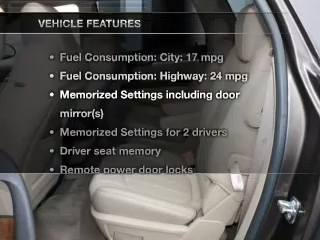 VEHICLE FEATURES
• Fuel Consumption: City: 17 mpg
• Fuel Consumption: Highway: 24 mpg
• Memorized Settings including door
mirror(s)
• Memorized Settings for 2 drivers
• Driver seat memory
• Remote power door locks